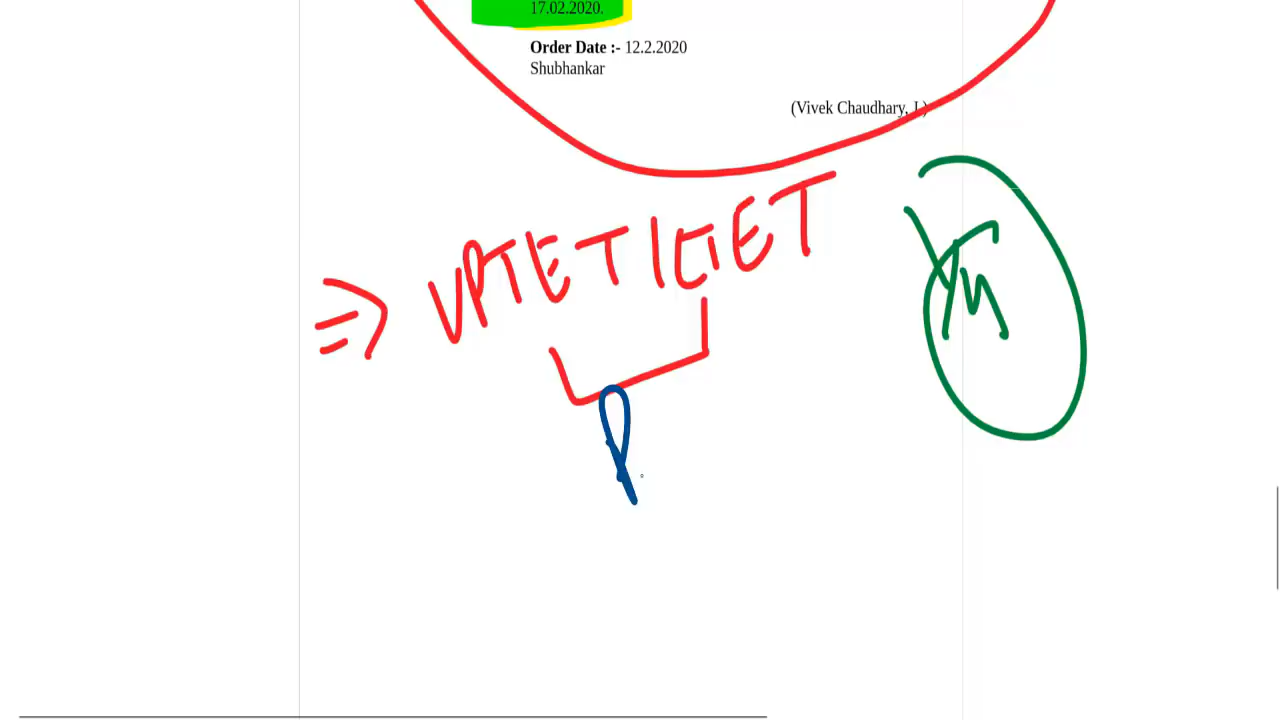 17.02.2020.
Order Date :- 12.2.2020
Shubhankar
(Vivek Chaudhary, J.)
⇒ UPTET / CTET
P